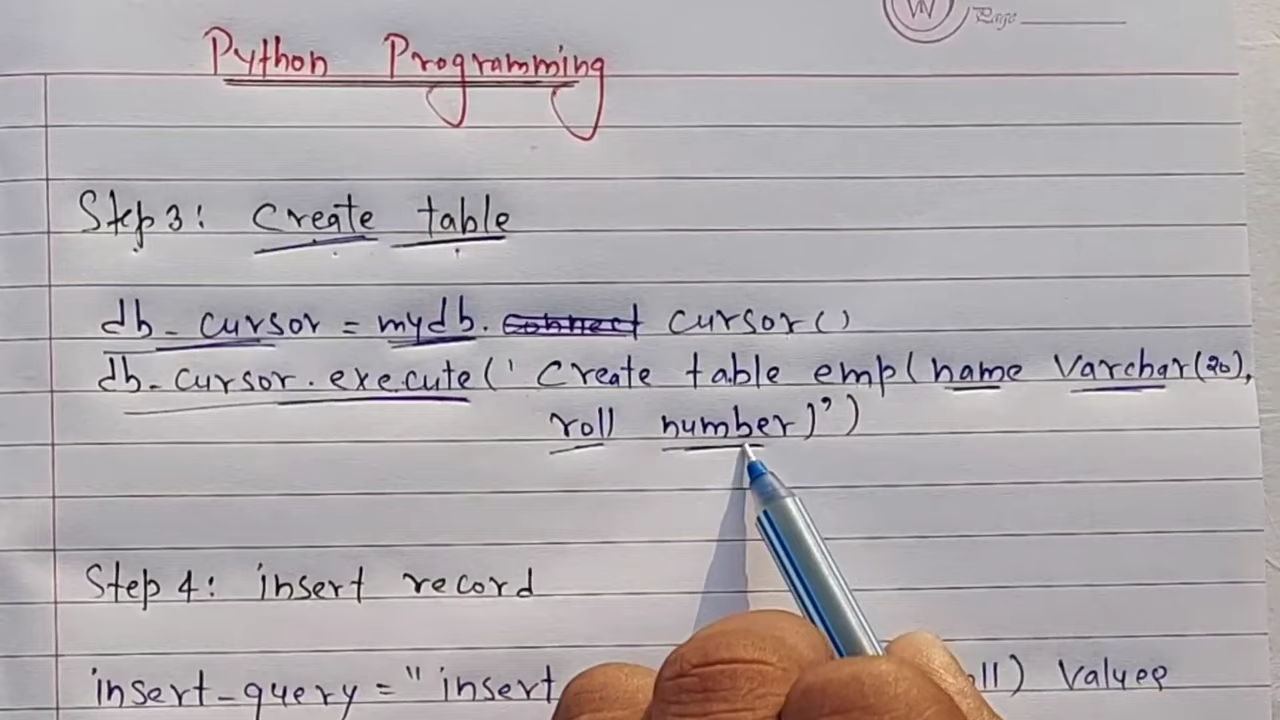 Page
Python Programming
Step 3: Create table
db_cursor = mydb. connect cursor()
db_cursor.execute(' Create table emp(name Varchar(20),
roll number)')
Step 4: insert record
insert_query = " insert ll) Values